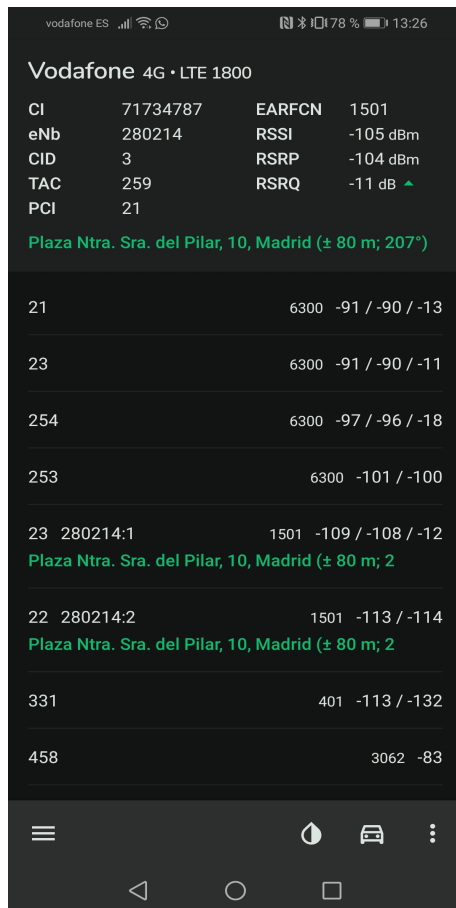 vodafone ES 78 % 13:26
Vodafone 4G • LTE 1800
CI 71734787 EARFCN 1501
eNb 280214 RSSI -105 dBm
CID 3 RSRP -104 dBm
TAC 259 RSRQ -11 dB
PCI 21
Plaza Ntra. Sra. del Pilar, 10, Madrid (± 80 m; 207°)
21 6300 -91 / -90 / -13
23 6300 -91 / -90 / -11
254 6300 -97 / -96 / -18
253 6300 -101 / -100
23 280214:1 1501 -109 / -108 / -12
Plaza Ntra. Sra. del Pilar, 10, Madrid (± 80 m; 2
22 280214:2 1501 -113 / -114
Plaza Ntra. Sra. del Pilar, 10, Madrid (± 80 m; 2
331 401 -113 / -132
458 3062 -83